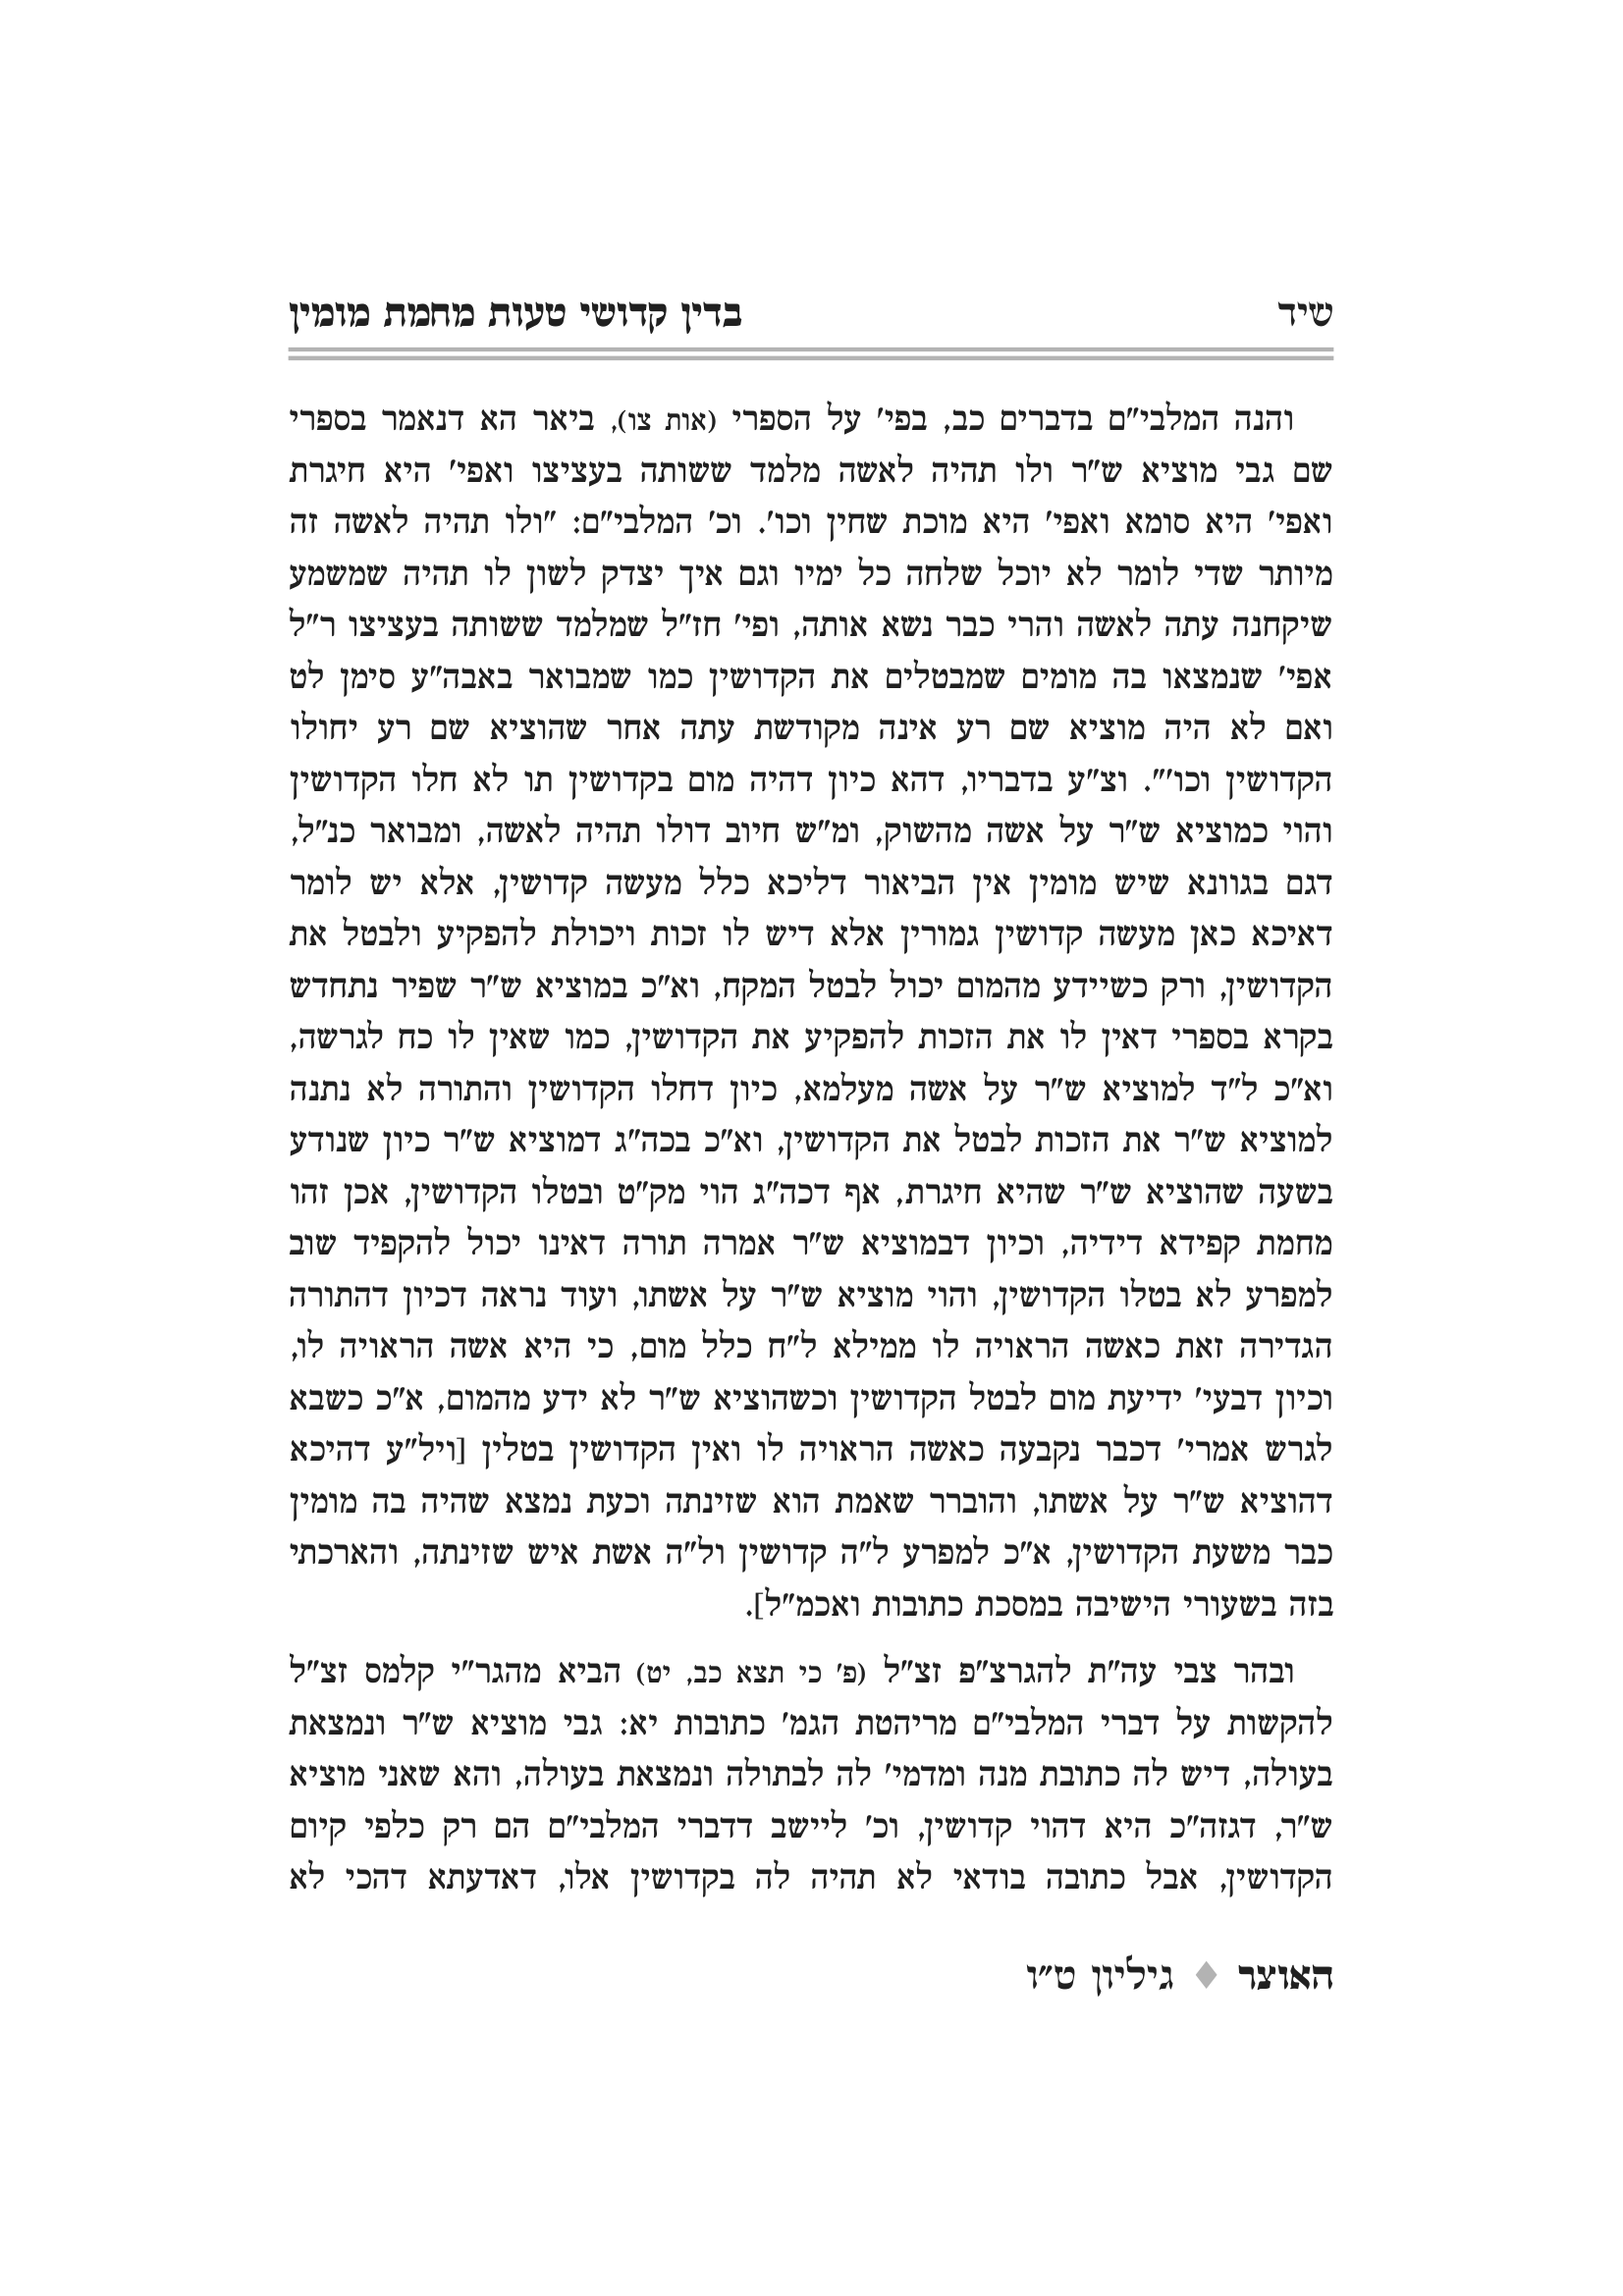 שיד בדין קדושי טעות מחמת מומין
והנה המלבי"ם בדברים כב, בפי' על הספרי (אות צו), ביאר הא דנאמר בספרי
שם גבי מוציא ש"ר ולו תהיה לאשה מלמד ששותה בעציצו ואפי' היא חיגרת
ואפי' היא סומא ואפי' היא מוכת שחין וכו'. וכ' המלבי"ם: "ולו תהיה לאשה זה
מיותר שדי לומר לא יוכל שלחה כל ימיו וגם איך יצדק לשון לו תהיה שמשמע
שיקחנה עתה לאשה והרי כבר נשא אותה, ופי' חז"ל שמלמד ששותה בעציצו ר"ל
אפי' שנמצאו בה מומים שמבטלים את הקדושין כמו שמבואר באבה"ע סימן לט
ואם לא היה מוציא שם רע אינה מקודשת עתה אחר שהוציא שם רע יחולו
הקדושין וכו'". וצ"ע בדבריו, דהא כיון דהיה מום בקדושין תו לא חלו הקדושין
והוי כמוציא ש"ר על אשה מהשוק, ומ"ש חיוב דולו תהיה לאשה, ומבואר כנ"ל,
דגם בגוונא שיש מומין אין הביאור דליכא כלל מעשה קדושין, אלא יש לומר
דאיכא כאן מעשה קדושין גמורין אלא דיש לו זכות ויכולת להפקיע ולבטל את
הקדושין, ורק כשיידע מהמום יכול לבטל המקח, וא"כ במוציא ש"ר שפיר נתחדש
בקרא בספרי דאין לו את הזכות להפקיע את הקדושין, כמו שאין לו כח לגרשה,
וא"כ ל"ד למוציא ש"ר על אשה מעלמא, כיון דחלו הקדושין והתורה לא נתנה
למוציא ש"ר את הזכות לבטל את הקדושין, וא"כ בכה"ג דמוציא ש"ר כיון שנודע
בשעה שהוציא ש"ר שהיא חיגרת, אף דכה"ג הוי מק"ט ובטלו הקדושין, אכן זהו
מחמת קפידא דידיה, וכיון דבמוציא ש"ר אמרה תורה דאינו יכול להקפיד שוב
למפרע לא בטלו הקדושין, והוי מוציא ש"ר על אשתו, ועוד נראה דכיון דהתורה
הגדירה זאת כאשה הראויה לו ממילא ל"ח כלל מום, כי היא אשה הראויה לו,
וכיון דבעי' ידיעת מום לבטל הקדושין וכשהוציא ש"ר לא ידע מהמום, א"כ כשבא
לגרש אמרי' דכבר נקבעה כאשה הראויה לו ואין הקדושין בטלין [ויל"ע דהיכא
דהוציא ש"ר על אשתו, והוברר שאמת הוא שזינתה וכעת נמצא שהיה בה מומין
כבר משעת הקדושין, א"כ למפרע ל"ה קדושין ול"ה אשת איש שזינתה, והארכתי
בזה בשעורי הישיבה במסכת כתובות ואכמ"ל].
ובהר צבי עה"ת להגרצ"פ זצ"ל (פ' כי תצא כב, יט) הביא מהגר"י קלמס זצ"ל
להקשות על דברי המלבי"ם מריהטת הגמ' כתובות יא: גבי מוציא ש"ר ונמצאת
בעולה, דיש לה כתובת מנה ומדמי' לה לבתולה ונמצאת בעולה, והא שאני מוציא
ש"ר, דגזה"כ היא דהוי קדושין, וכ' ליישב דדברי המלבי"ם הם רק כלפי קיום
הקדושין, אבל כתובה בודאי לא תהיה לה בקדושין אלו, דאדעתא דהכי לא
האוצר ♦ גיליון ט"ו